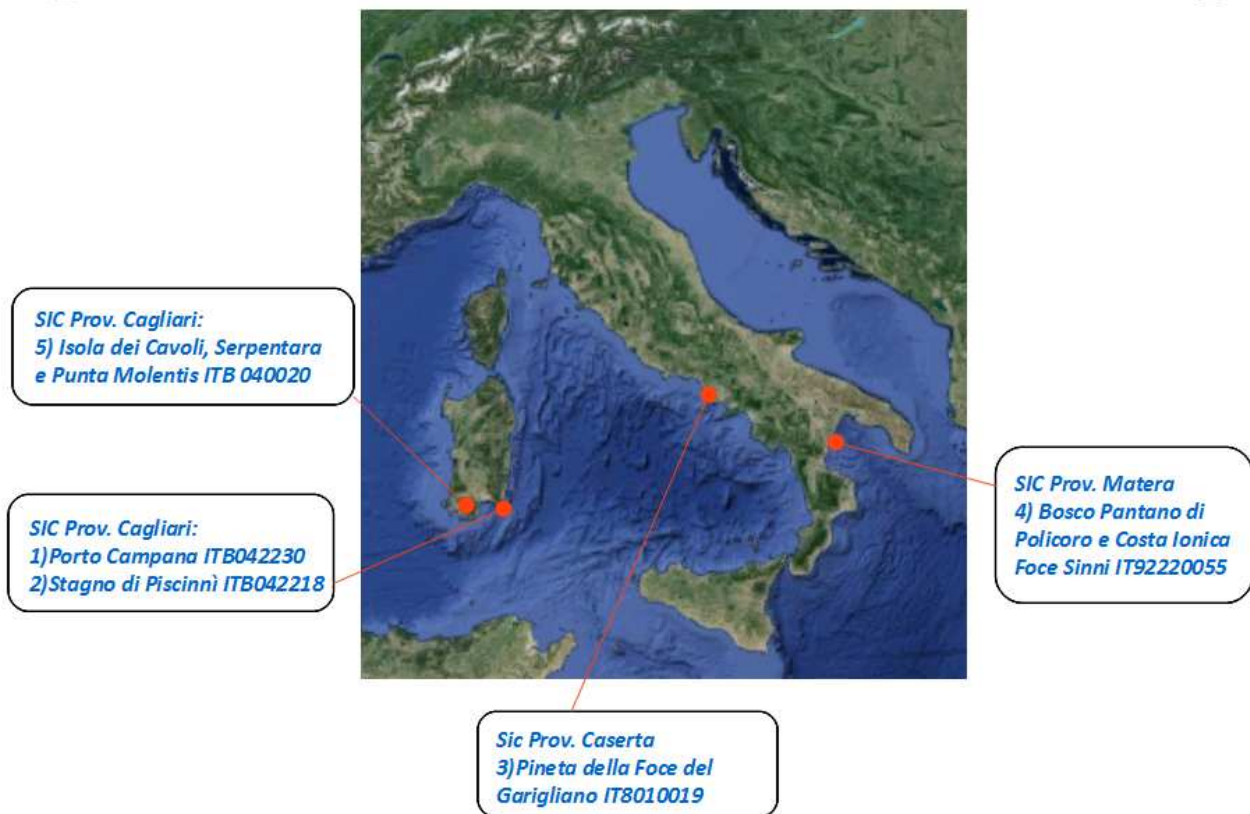 SIC Prov. Cagliari:
5) Isola dei Cavoli, Serpentara
e Punta Molentis ITB 040020
SIC Prov. Cagliari:
1)Porto Campana ITB042230
2)Stagno di Piscinnì ITB042218
SIC Prov. Matera
4) Bosco Pantano di
Policoro e Costa Ionica
Foce Sinni IT92220055
Sic Prov. Caserta
3)Pineta della Foce del
Garigliano IT8010019